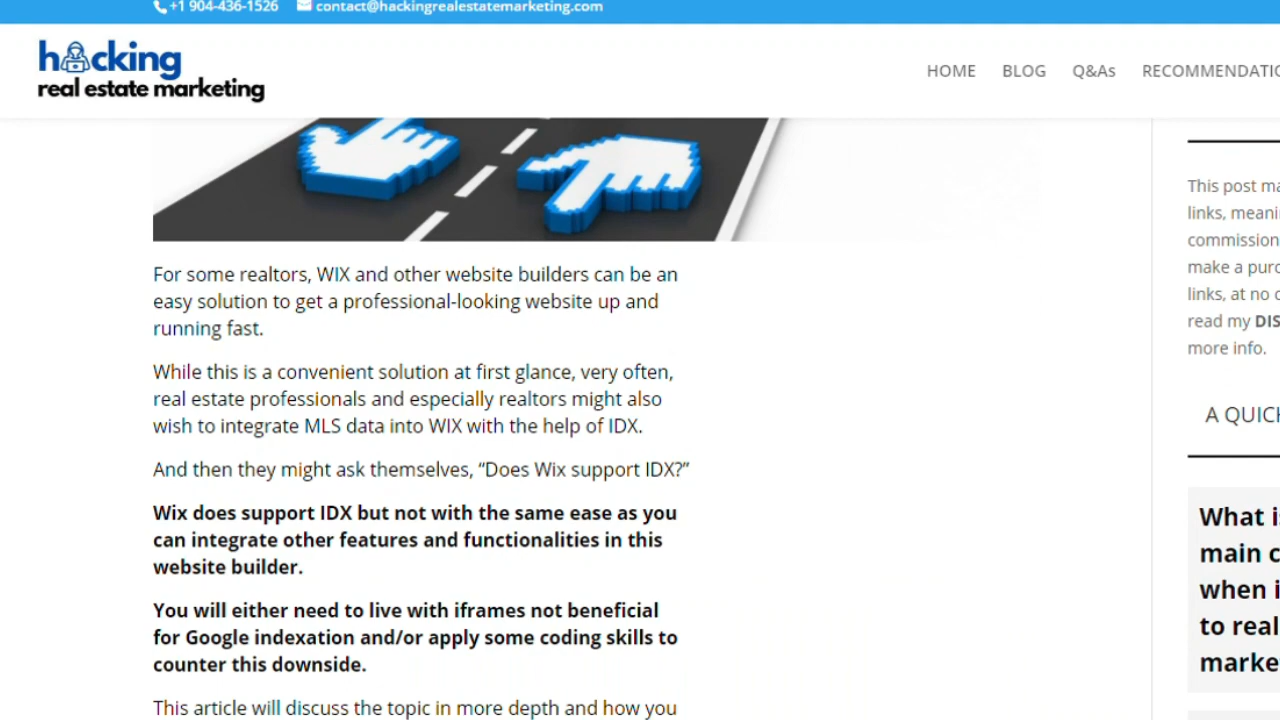 +1 904-436-1526 contact@hackingrealestatemarketing.com
hacking
real estate marketing
HOME BLOG Q&As
For some realtors, WIX and other website builders can be an
easy solution to get a professional-looking website up and
running fast.
While this is a convenient solution at first glance, very often,
real estate professionals and especially realtors might also
wish to integrate MLS data into WIX with the help of IDX.
And then they might ask themselves, “Does Wix support IDX?”
Wix does support IDX but not with the same ease as you
can integrate other features and functionalities in this
website builder.
You will either need to live with iframes not beneficial
for Google indexation and/or apply some coding skills to
counter this downside.
This article will discuss the topic in more depth and how you
This post
links,
commission
make a
links, at no
read my
more info.
A
What
main
when
to real